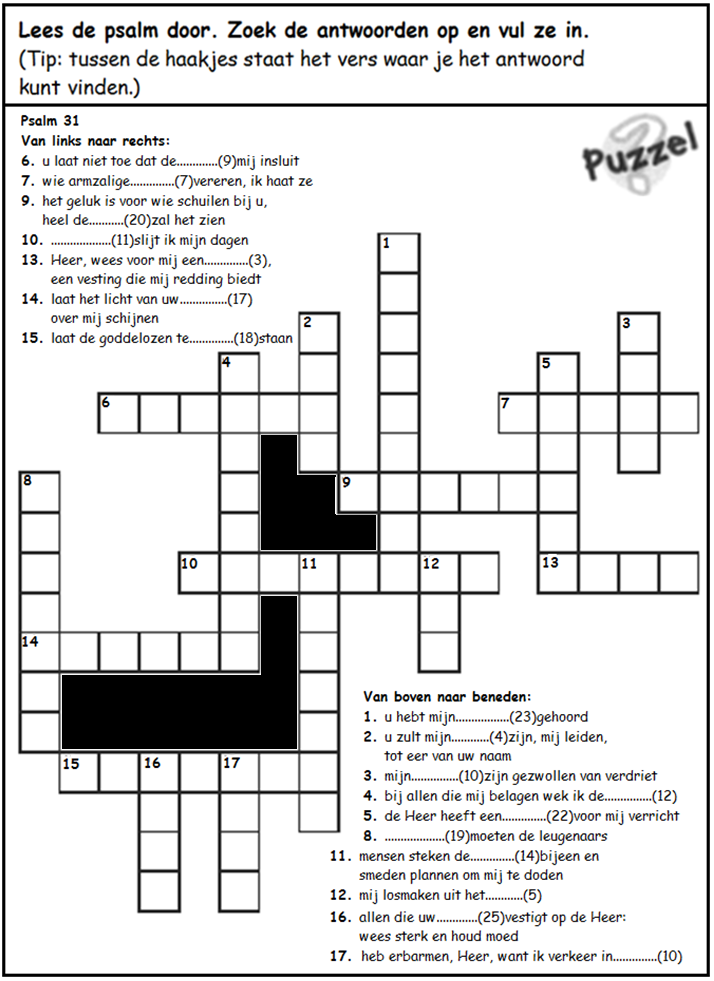 Lees de psalm door. Zoek de antwoorden op en vul ze in.
(Tip: tussen de haakjes staat het vers waar je het antwoord
kunt vinden.)
Psalm 31
Van links naar rechts:
6. u laat niet toe dat de.............(9)mij insluit
7. wie armzalige..............(7)vereren, ik haat ze
9. het geluk is voor wie schuilen bij u,
heel de...........(20)zal het zien
10. ...................(11)slijt ik mijn dagen
13. Heer, wees voor mij een..............(3),
een vesting die mij redding biedt
14. laat het licht van uw...............(17)
over mij schijnen
15. laat de goddelozen te..............(18)staan
Puzzel
?
1
2
3
4
5
6
7
8
9
10
11
12
13
14
15
16
17
Van boven naar beneden:
1. u hebt mijn.................(23)gehoord
2. u zult mijn............(4)zijn, mij leiden,
tot eer van uw naam
3. mijn...............(10)zijn gezwollen van verdriet
4. bij allen die mij belagen wek ik de...............(12)
5. de Heer heeft een..............(22)voor mij verricht
8. ...................(19)moeten de leugenaars
11. mensen steken de..............(14)bijeen en
smeden plannen om mij te doden
12. mij losmaken uit het............(5)
16. allen die uw.............(25)vestigt op de Heer:
wees sterk en houd moed
17. heb erbarmen, Heer, want ik verkeer in..............(10)